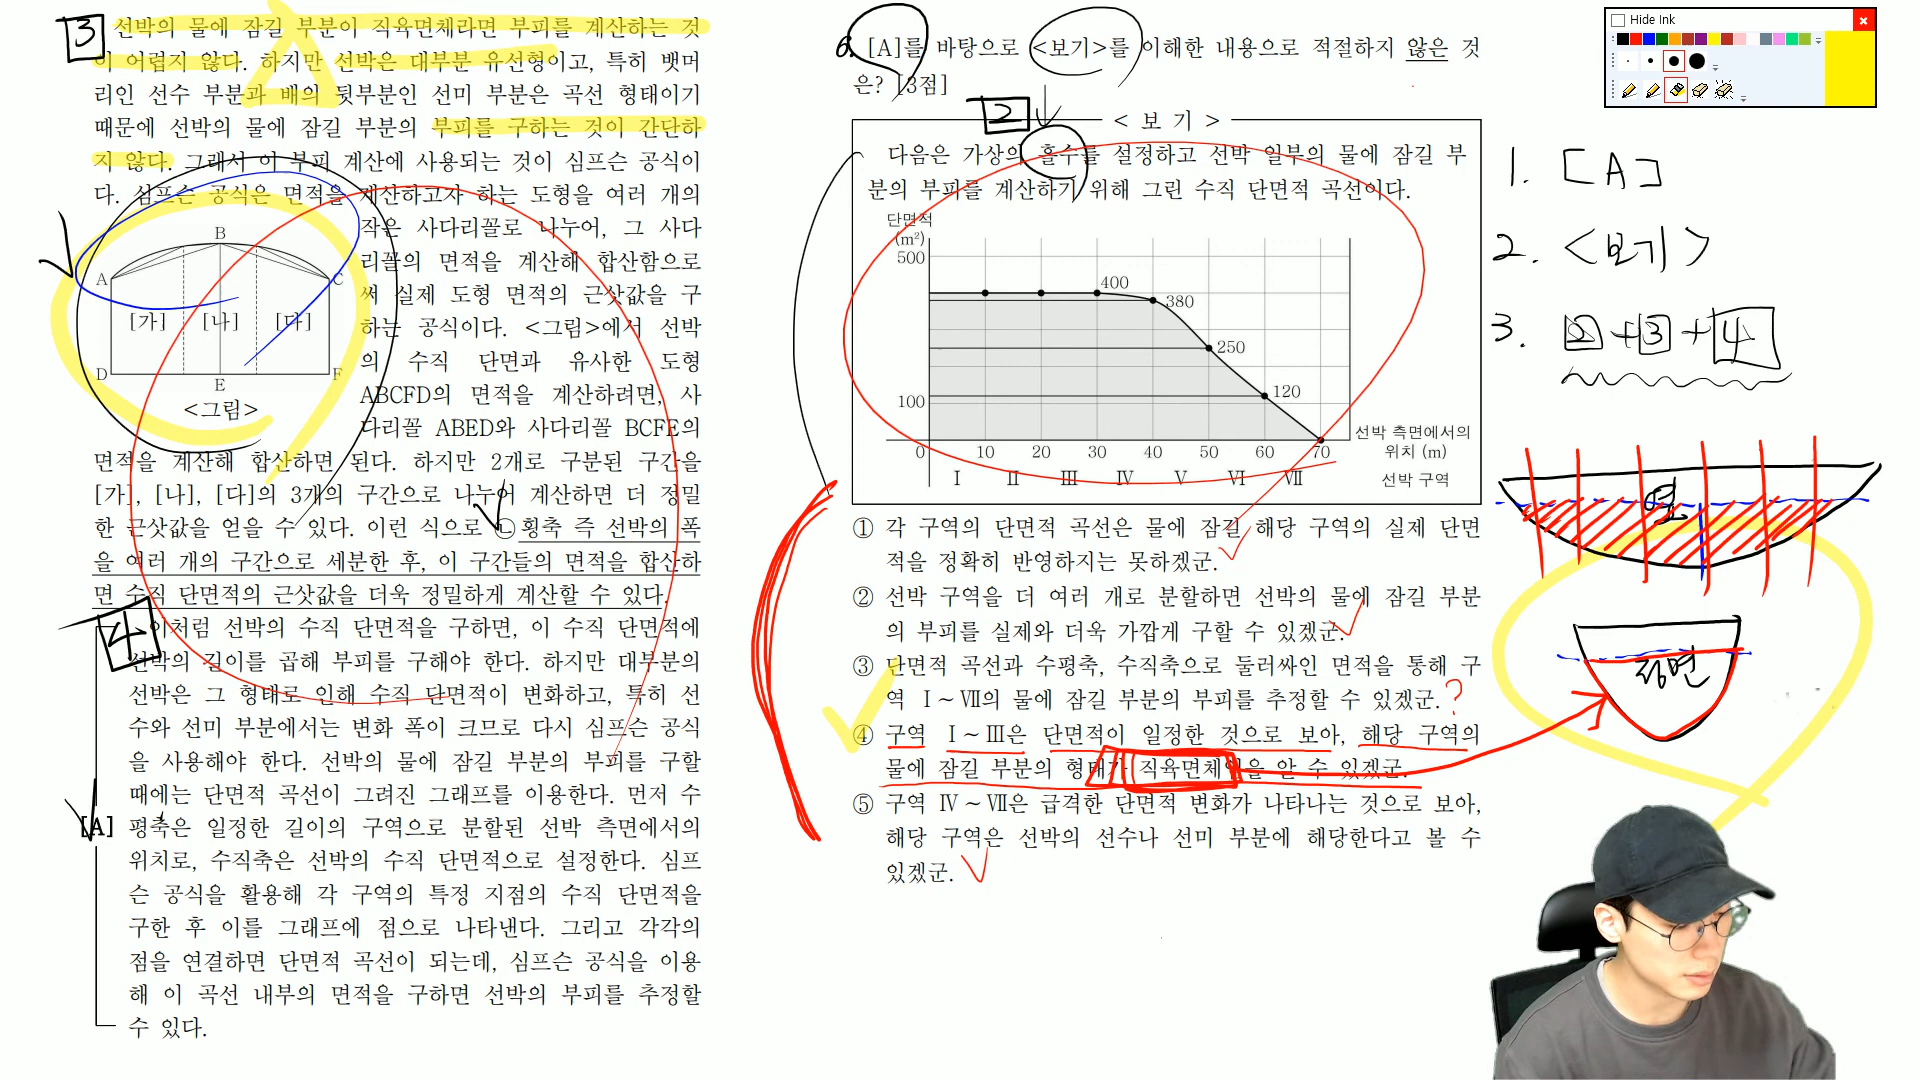 3 선박의 물에 잠길 부분이 직육면체라면 부피를 계산하는 것
이 어렵지 않다. 하지만 선박은 대부분 유선형이고, 특히 뱃머
리인 선수 부분과 배의 뒷부분인 선미 부분은 곡선 형태이기
때문에 선박의 물에 잠길 부분의 부피를 구하는 것이 간단하
지 않다. 그래서 이 부피 계산에 사용되는 것이 심프슨 공식이
다. 심프슨 공식은 면적을 계산하고자 하는 도형을 여러 개의
작은 사다리꼴로 나누어, 그 사다
리꼴의 면적을 계산해 합산함으로
써 실제 도형 면적의 근삿값을 구
하는 공식이다. <그림>에서 선박
의 수직 단면과 유사한 도형
ABCFD의 면적을 계산하려면, 사
다리꼴 ABED와 사다리꼴 BCFE의
B
A C
[가] [나] [다]
D E F
<그림>
면적을 계산해 합산하면 된다. 하지만 2개로 구분된 구간을
[가], [나], [다]의 3개의 구간으로 나누어 계산하면 더 정밀
한 근삿값을 얻을 수 있다. 이런 식으로 ㉡횡축 즉 선박의 폭
을 여러 개의 구간으로 세분한 후, 이 구간들의 면적을 합산하
면 수직 단면적의 근삿값을 더욱 정밀하게 계산할 수 있다.
4 이처럼 선박의 수직 단면적을 구하면, 이 수직 단면적에
선박의 길이를 곱해 부피를 구해야 한다. 하지만 대부분의
선박은 그 형태로 인해 수직 단면적이 변화하고, 특히 선
수와 선미 부분에서는 변화 폭이 크므로 다시 심프슨 공식
을 사용해야 한다. 선박의 물에 잠길 부분의 부피를 구할
때에는 단면적 곡선이 그려진 그래프를 이용한다. 먼저 수
[A] 평축은 일정한 길이의 구역으로 분할된 선박 측면에서의
위치로, 수직축은 선박의 수직 단면적으로 설정한다. 심프
슨 공식을 활용해 각 구역의 특정 지점의 수직 단면적을
구한 후 이를 그래프에 점으로 나타낸다. 그리고 각각의
점을 연결하면 단면적 곡선이 되는데, 심프슨 공식을 이용
해 이 곡선 내부의 면적을 구하면 선박의 부피를 추정할
수 있다.
6. [A]를 바탕으로 <보기>를 이해한 내용으로 적절하지 않은 것
은? [3점]
2
< 보 기 >
다음은 가상의 흘수를 설정하고 선박 일부의 물에 잠길 부
분의 부피를 계산하기 위해 그린 수직 단면적 곡선이다.
단면적
(m²)
500
400
380
250
120
100
0 10 20 30 40 50 60 70
선박 측면에서의
위치 (m)
Ⅰ Ⅱ Ⅲ Ⅳ Ⅴ Ⅵ Ⅶ 선박 구역
① 각 구역의 단면적 곡선은 물에 잠길 해당 구역의 실제 단면
적을 정확히 반영하지는 못하겠군.
② 선박 구역을 더 여러 개로 분할하면 선박의 물에 잠길 부분
의 부피를 실제와 더욱 가깝게 구할 수 있겠군.
③ 단면적 곡선과 수평축, 수직축으로 둘러싸인 면적을 통해 구
역 Ⅰ～Ⅶ의 물에 잠길 부분의 부피를 추정할 수 있겠군. ?
④ 구역 Ⅰ～Ⅲ은 단면적이 일정한 것으로 보아, 해당 구역의
물에 잠길 부분의 형태가 직육면체임을 알 수 있겠군.
⑤ 구역 Ⅳ～Ⅶ은 급격한 단면적 변화가 나타나는 것으로 보아,
해당 구역은 선박의 선수나 선미 부분에 해당한다고 볼 수
있겠군.
Hide Ink
1. [A]
2. <보기>
3. 2 + 3 + 4
옆
정면